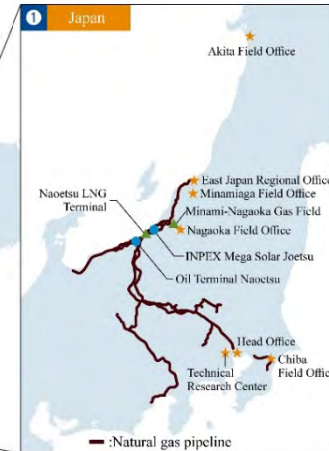 1 Japan
Akita Field Office
East Japan Regional Office
Minamiaga Field Office
Naoetsu LNG
Terminal
Minami-Nagaoka Gas Field
Nagaoka Field Office
INPEX Mega Solar Joetsu
Oil Terminal Naoetsu
Head Office
Technical
Research Center
Chiba
Field Office
:Natural gas pipeline